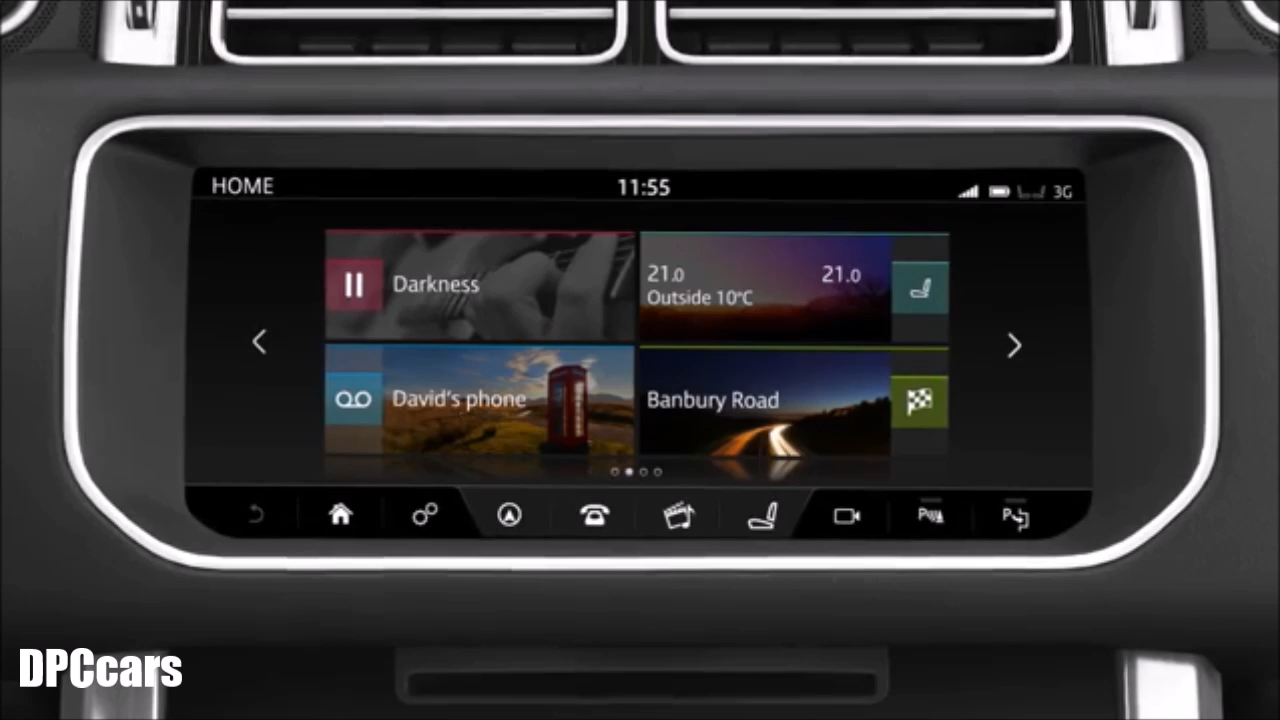 HOME
11:55
3G
Darkness
21.0
21.0
Outside 10°C
David's phone
Banbury Road
P
P
DPCcars